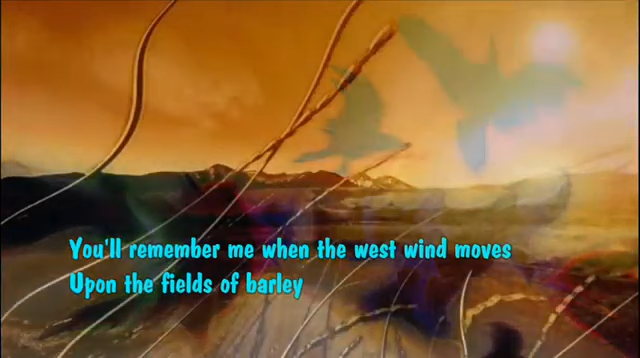 You'll remember me when the west wind moves
Upon the fields of barley